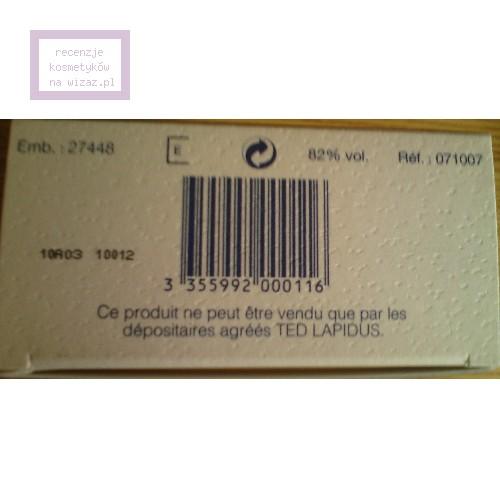 recenzje
kosmetyków
na wizaz.pl
Emb. : 27448
E
82% vol.
Réf. : 071007
10A03 10012
3 355992 000116
Ce produit ne peut être vendu que par les
dépositaires agréés TED LAPIDUS.